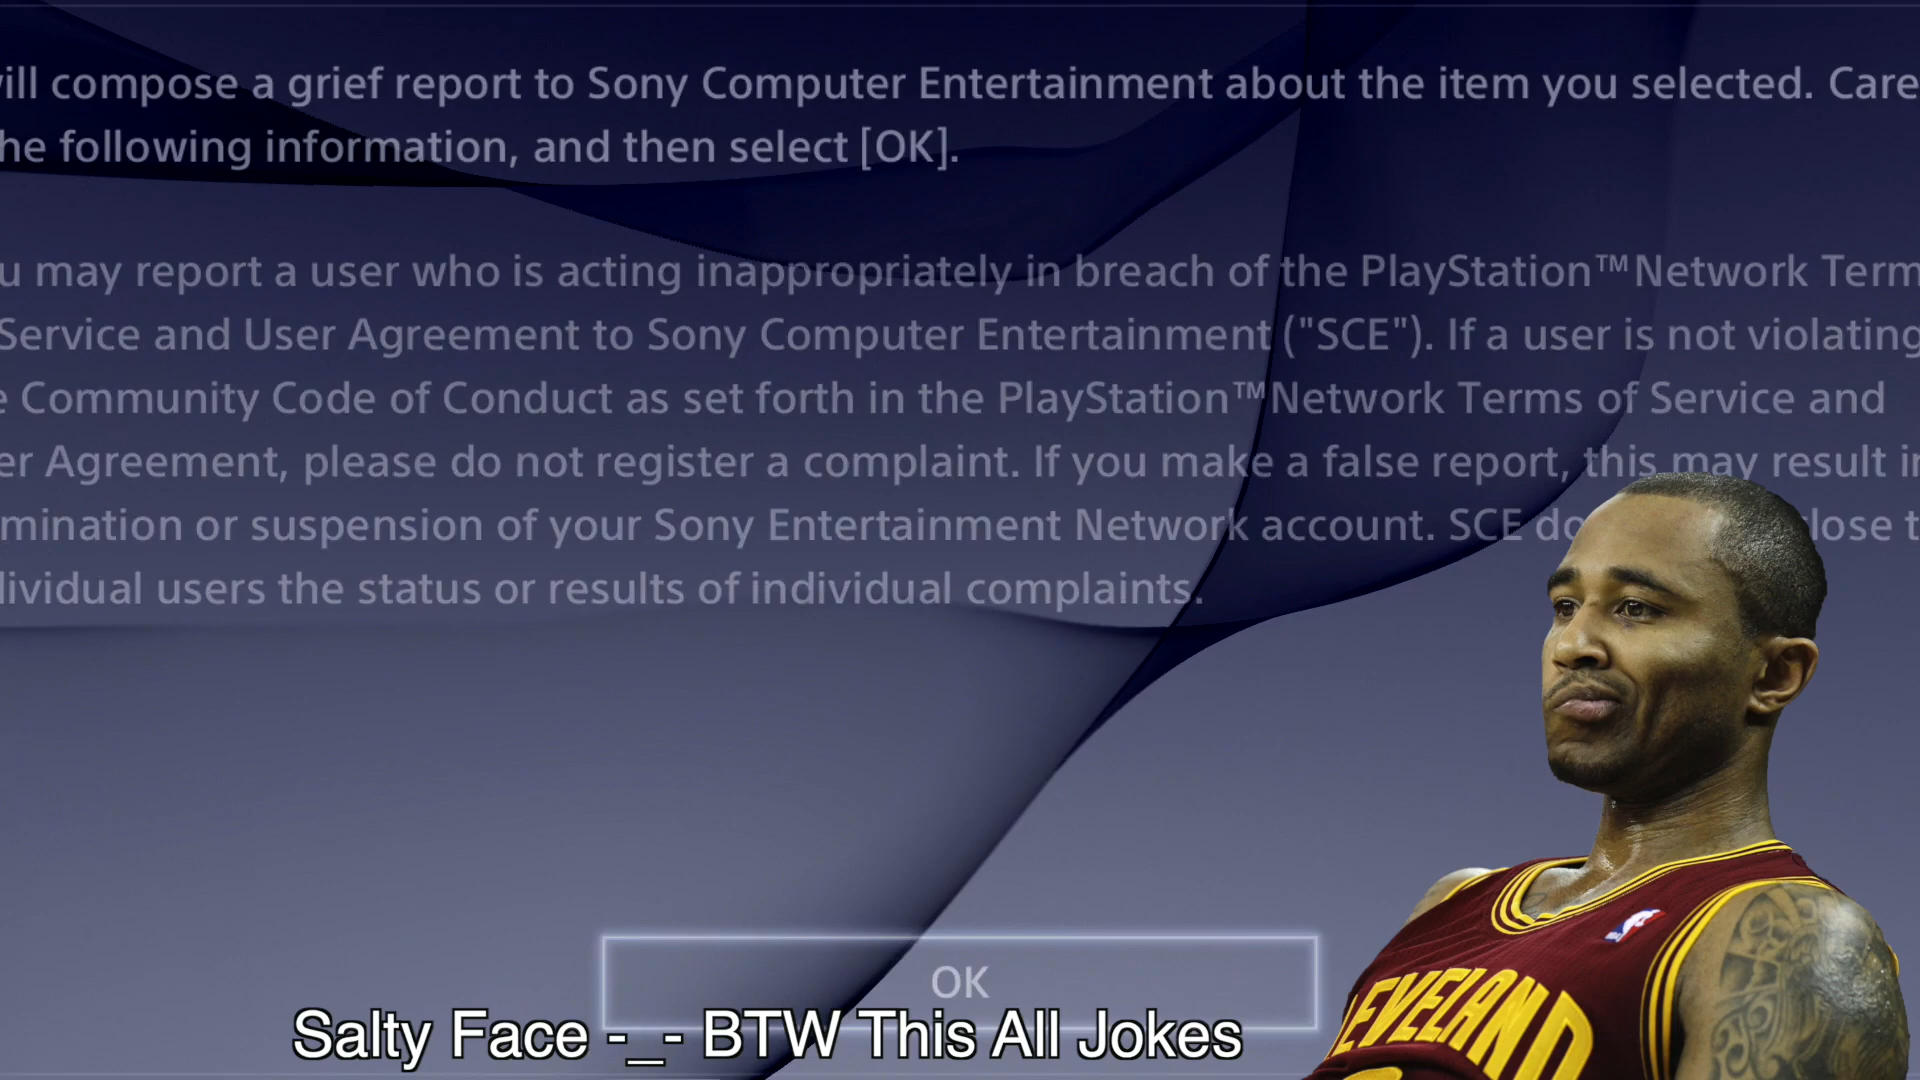 ill compose a grief report to Sony Computer Entertainment about the item you selected. Care
he following information, and then select [OK].
u may report a user who is acting inappropriately in breach of the PlayStation™Network Term
Service and User Agreement to Sony Computer Entertainment ("SCE"). If a user is not violating
e Community Code of Conduct as set forth in the PlayStation™Network Terms of Service and
er Agreement, please do not register a complaint. If you make a false report, this may result in
mination or suspension of your Sony Entertainment Network account. SCE do lose t
dividual users the status or results of individual complaints.
OK
Salty Face -_- BTW This All Jokes
LEVELAND